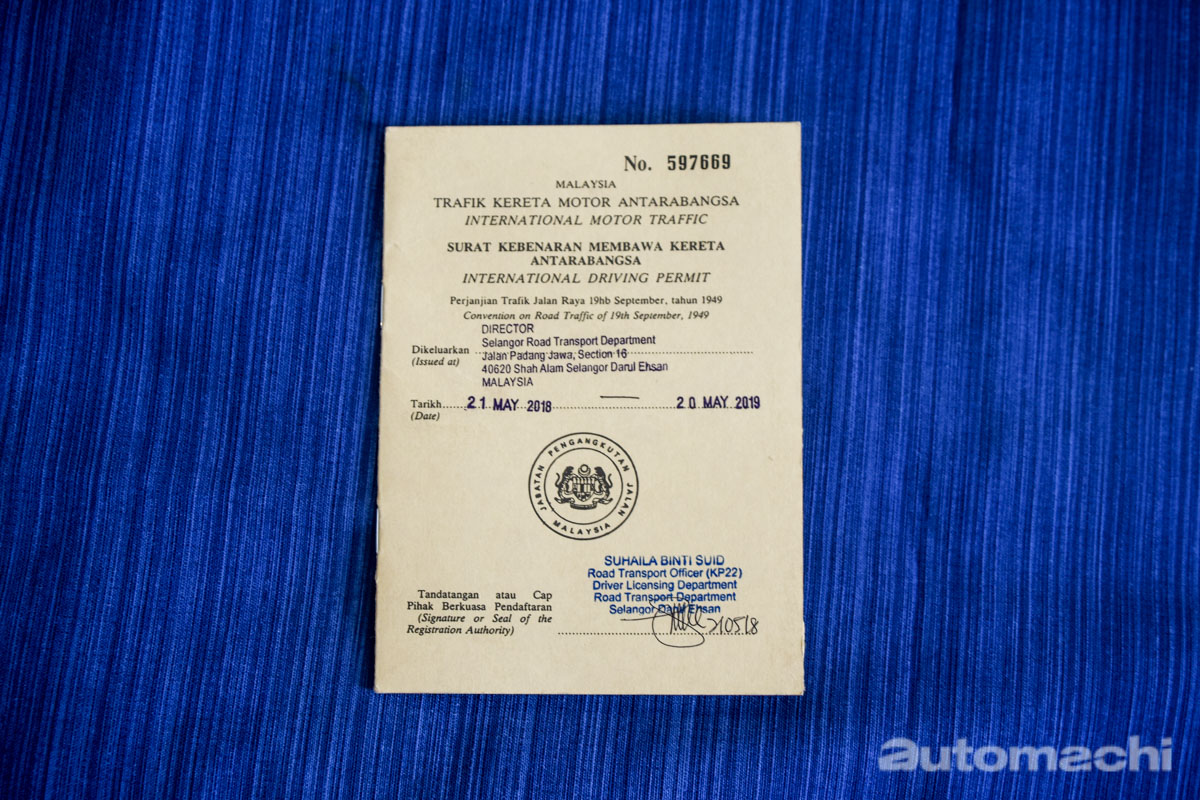 No. 597669
MALAYSIA
TRAFIK KERETA MOTOR ANTARABANGSA
INTERNATIONAL MOTOR TRAFFIC
SURAT KEBENARAN MEMBAWA KERETA
ANTARABANGSA
INTERNATIONAL DRIVING PERMIT
Perjanjian Trafik Jalan Raya 19hb September, tahun 1949
Convention on Road Traffic of 19th September, 1949
DIRECTOR
Selangor Road Transport Department
Dikeluarkan Jalan Padang Jawa, Section 16
(Issued at) 40620 Shah Alam Selangor Darul Ehsan
MALAYSIA
Tarikh 21 MAY 2018 — 20 MAY 2019
(Date)
JABATAN PENGANGKUTAN JALAN
MALAYSIA
SUHAILA BINTI SUID
Road Transport Officer (KP22)
Driver Licensing Department
Road Transport Department
Selangor Darul Ehsan
Tandatangan atau Cap
Pihak Berkuasa Pendaftaran
(Signature or Seal of the
Registration Authority)
210518
automachi